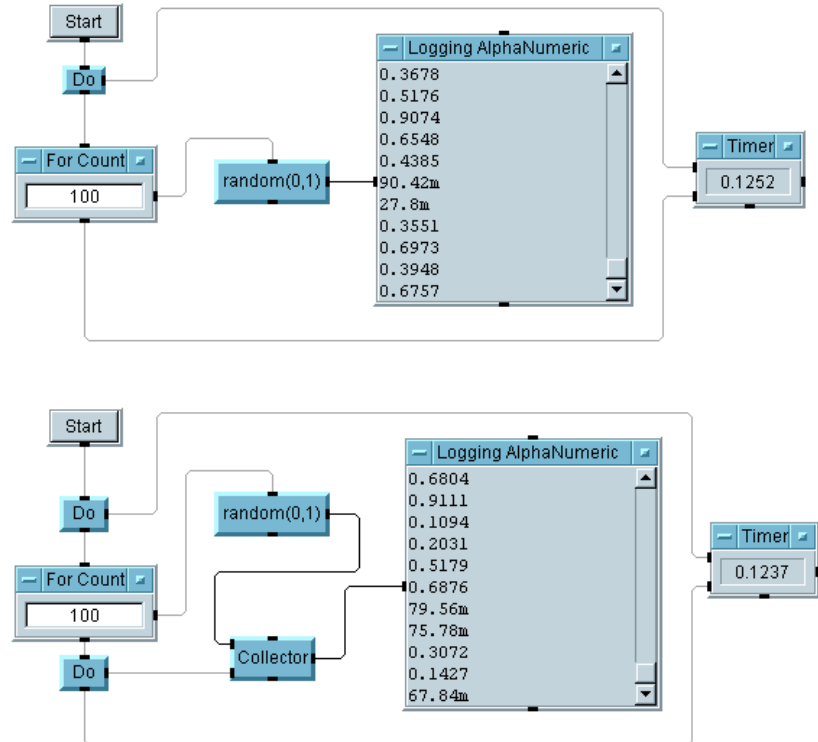 Start
Logging AlphaNumeric
Do
0.3678
0.5176
0.9074
0.6548
0.4385
90.42m
27.8m
0.3551
0.6973
0.3948
0.6757
For Count
100
random(0,1)
Timer
0.1252
Start
Logging AlphaNumeric
Do
random(0,1)
0.6804
0.9111
0.1094
0.2031
0.5179
0.6876
79.56m
75.78m
0.3072
0.1427
67.84m
Timer
0.1237
For Count
100
Collector
Do